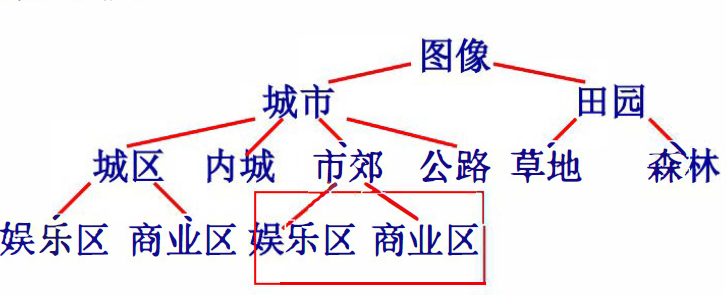 图像
城市 田园
城区 内城 市郊 公路 草地 森林
娱乐区 商业区 娱乐区 商业区